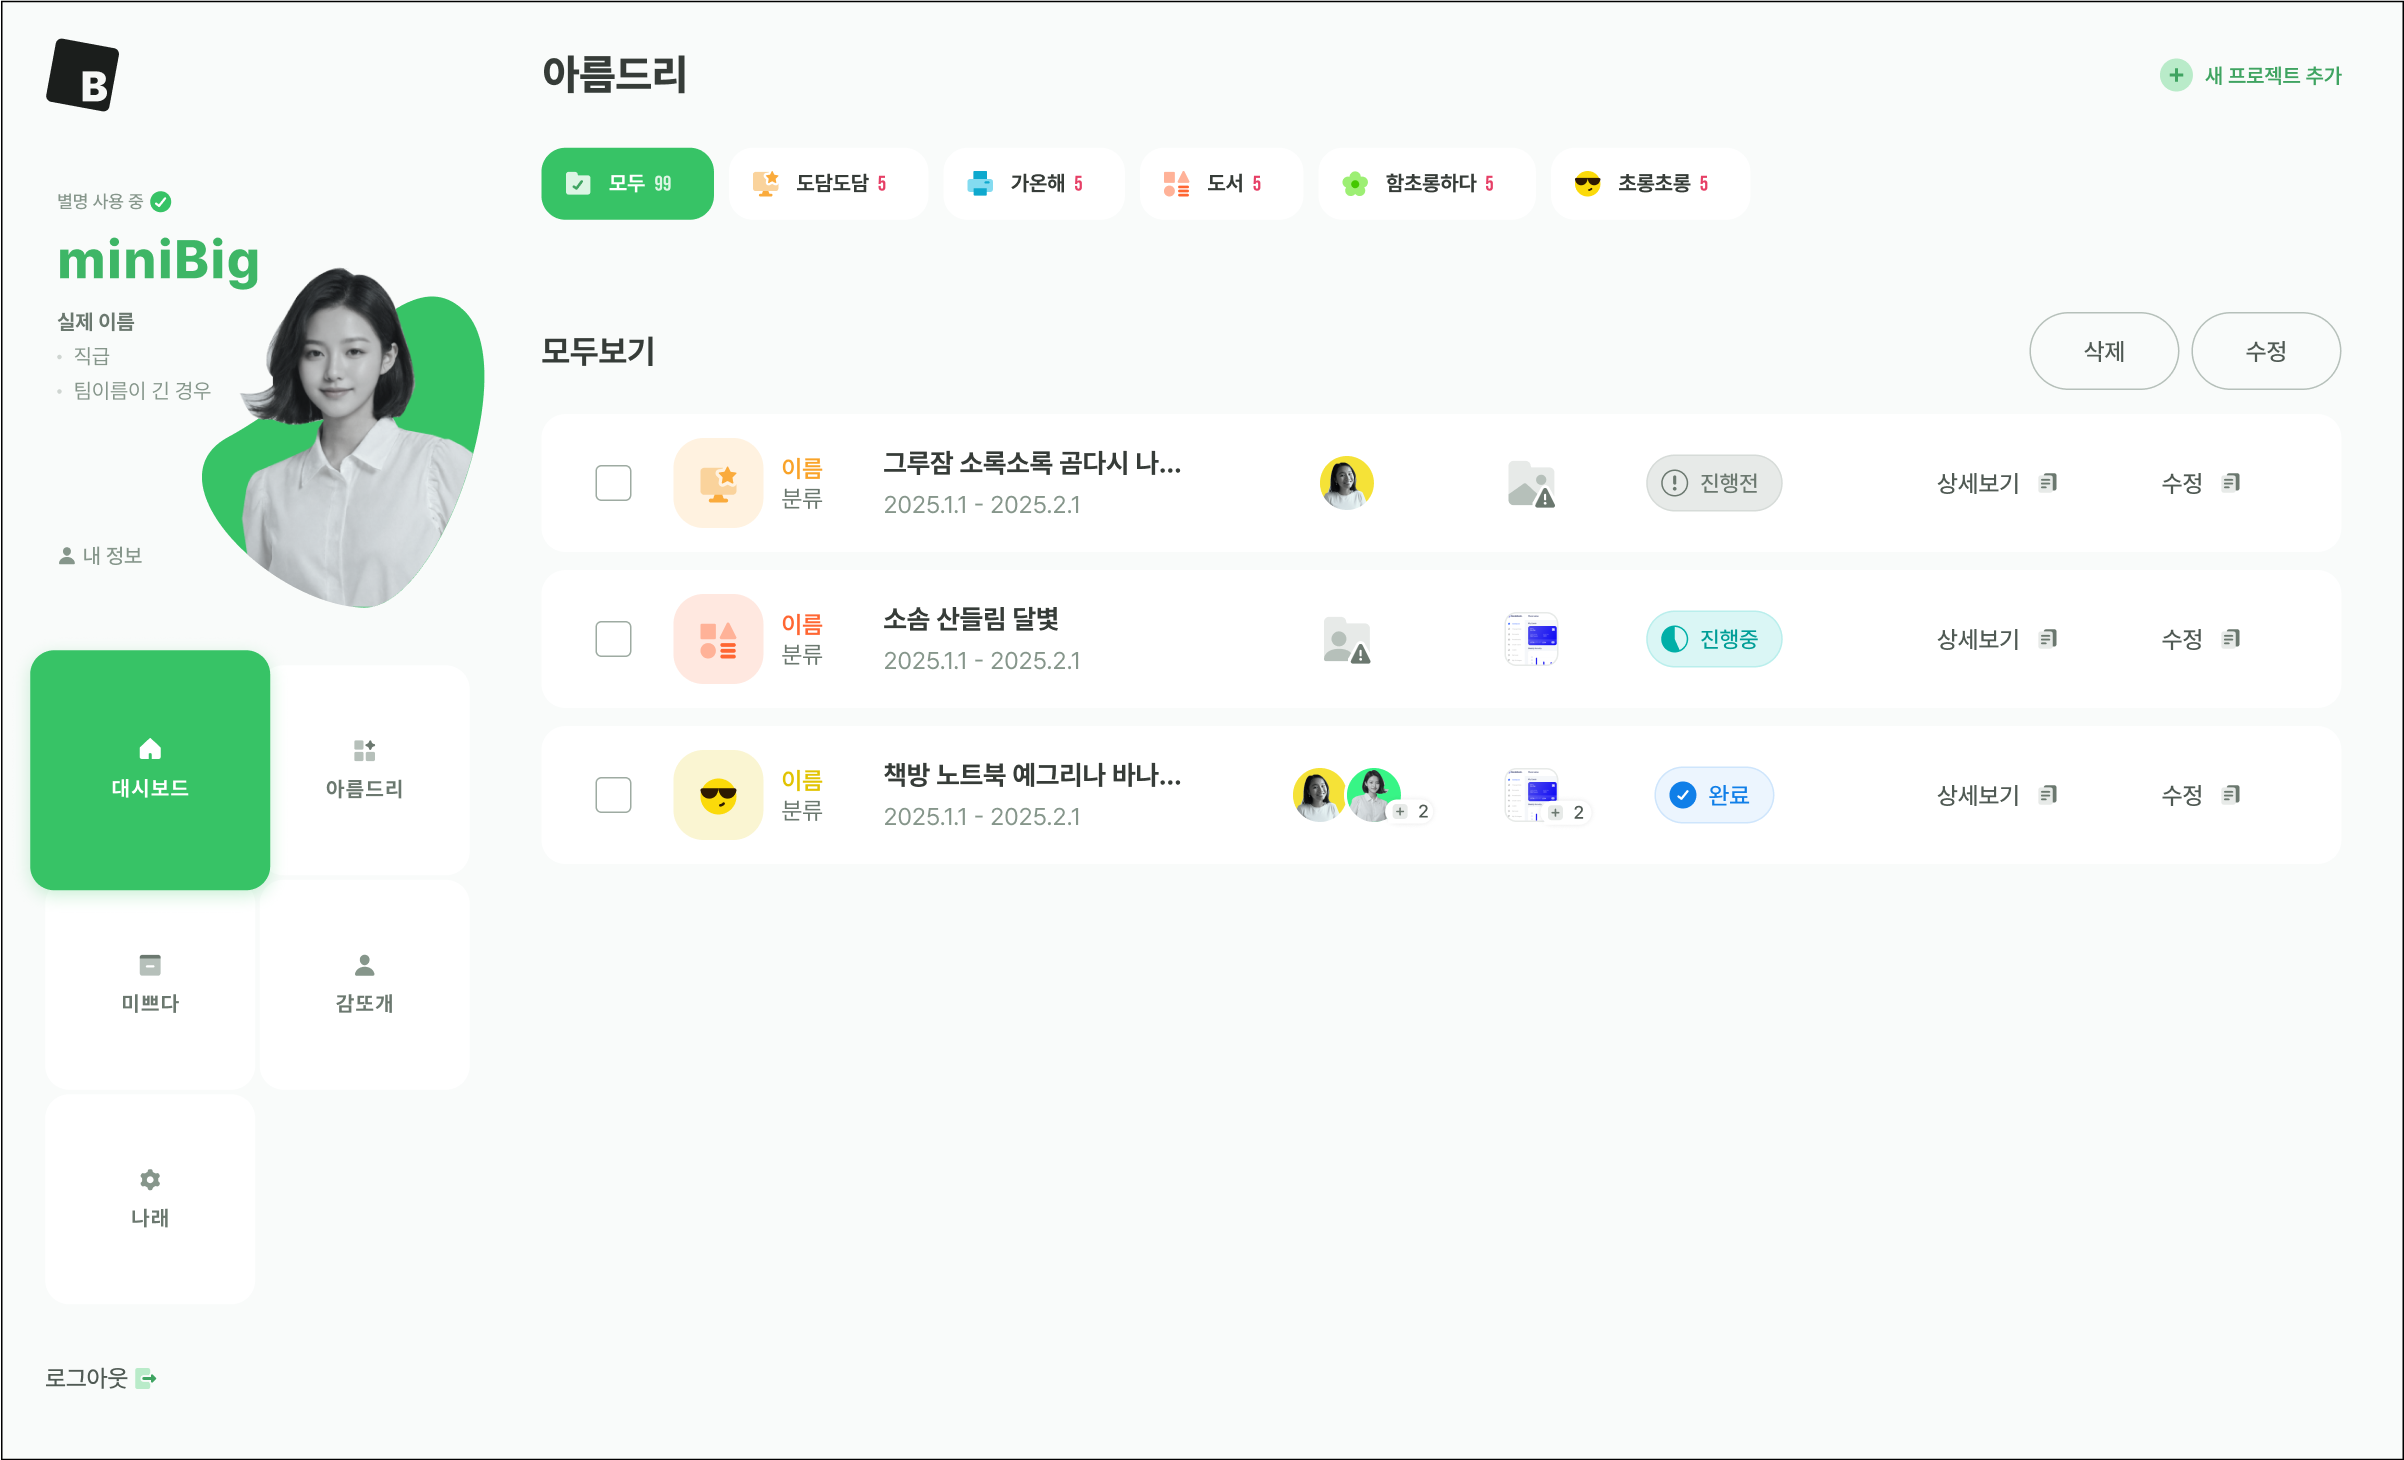 B
별명 사용 중
miniBig
실제 이름
• 직급
• 팀이름이 긴 경우
내 정보
대시보드
아름드리
미쁘다
감또개
나래
로그아웃
아름드리
새 프로젝트 추가
모두 99
도담도담 5
가온해 5
도서 5
함초롱하다 5
초롱초롱 5
모두보기
삭제
수정
이름
분류
그루잠 소록소록 곰다시 나...
2025.1.1 - 2025.2.1
진행전
상세보기
수정
이름
분류
소솜 산들림 달볓
2025.1.1 - 2025.2.1
진행중
상세보기
수정
이름
분류
책방 노트북 예그리나 바나...
2025.1.1 - 2025.2.1
+ 2
+ 2
완료
상세보기
수정